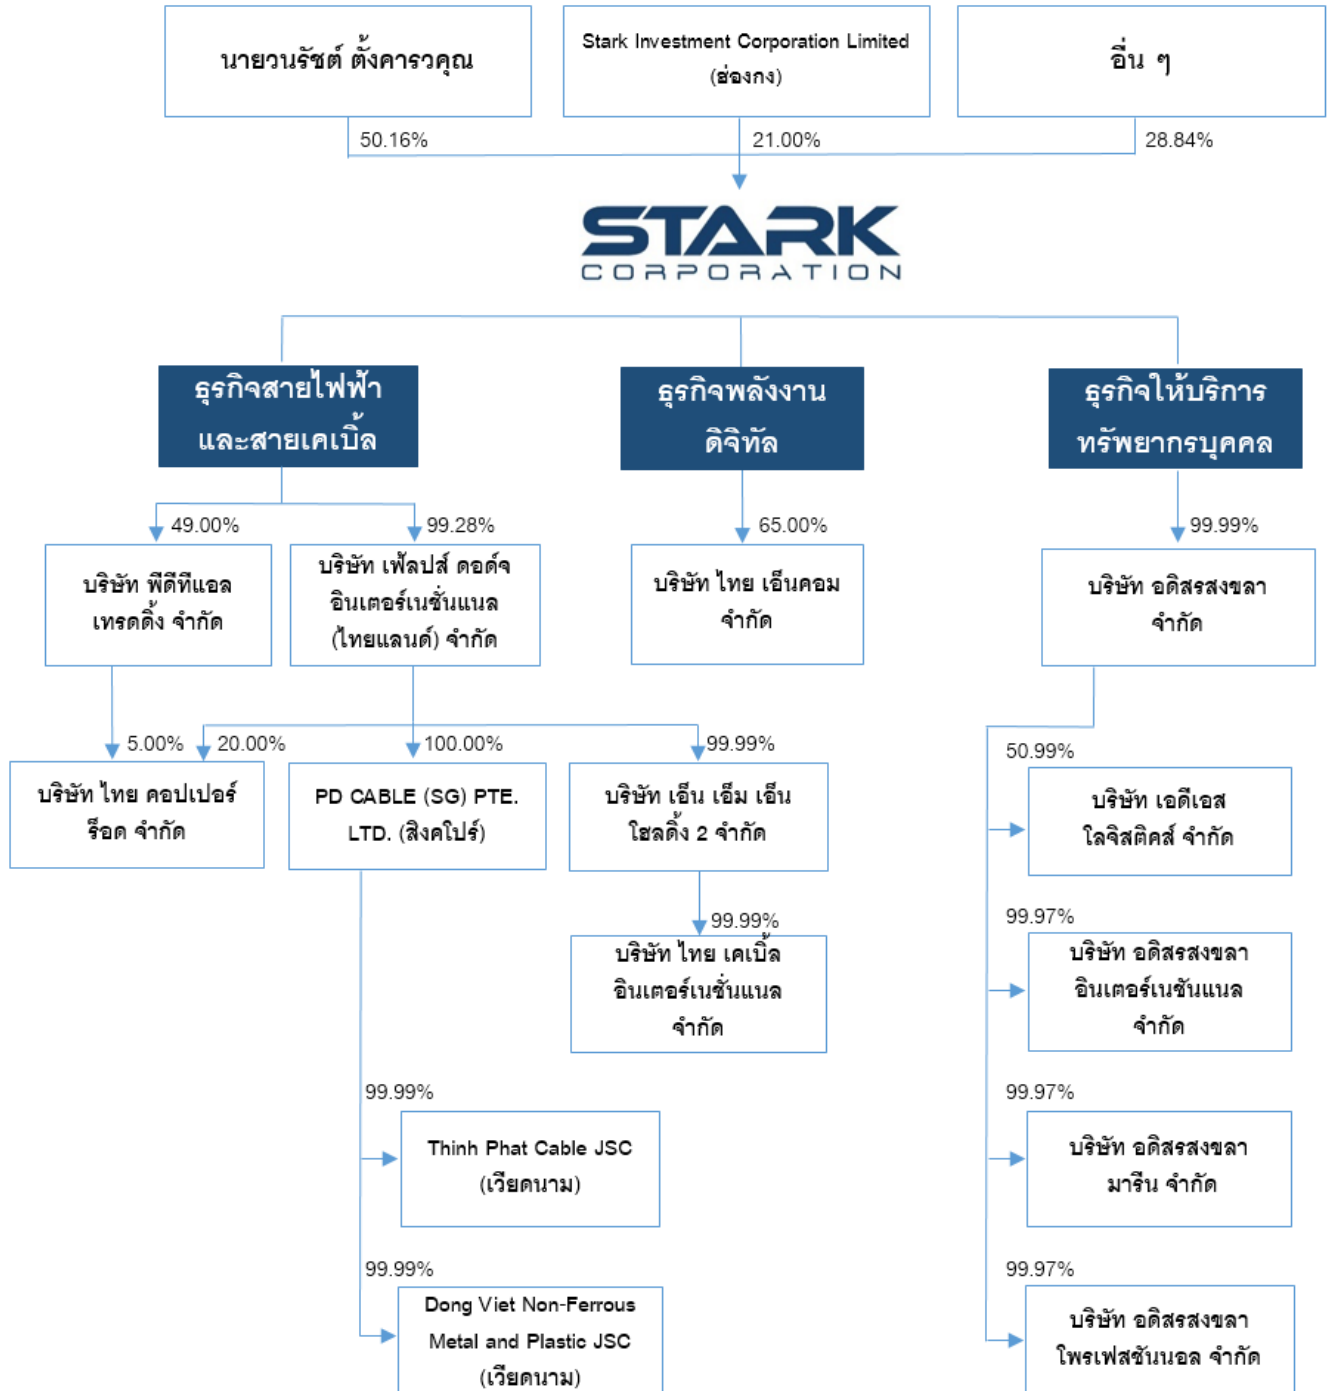 นายวนรัชต์ ตั้งคารวคุณ
Stark Investment Corporation Limited
(ฮ่องกง)
อื่น ๆ
50.16%
21.00%
28.84%
STARK
CORPORATION
ธุรกิจสายไฟฟ้า
และสายเคเบิ้ล
ธุรกิจพลังงาน
ดิจิทัล
ธุรกิจให้บริการ
ทรัพยากรบุคคล
49.00%
99.28%
65.00%
99.99%
บริษัท พีดีทีแอล
เทรดดิ้ง จำกัด
บริษัท เฟ้ลปส์ ดอด์จ
อินเตอร์เนชั่นแนล
(ไทยแลนด์) จำกัด
บริษัท ไทย เอ็นคอม
จำกัด
บริษัท อดิสรสงขลา
จำกัด
5.00%
20.00%
100.00%
99.99%
บริษัท ไทย คอปเปอร์
ร็อด จำกัด
PD CABLE (SG) PTE.
LTD. (สิงคโปร์)
บริษัท เอ็น เอ็ม เอ็น
โฮลดิ้ง 2 จำกัด
50.99%
บริษัท เอดีเอส
โลจิสติคส์ จำกัด
99.99%
บริษัท ไทย เคเบิ้ล
อินเตอร์เนชั่นแนล
จำกัด
99.97%
บริษัท อดิสรสงขลา
อินเตอร์เนชันแนล
จำกัด
99.99%
Thinh Phat Cable JSC
(เวียดนาม)
99.97%
บริษัท อดิสรสงขลา
มารีน จำกัด
99.99%
Dong Viet Non-Ferrous
Metal and Plastic JSC
(เวียดนาม)
99.97%
บริษัท อดิสรสงขลา
โพรเฟสชันนอล จำกัด